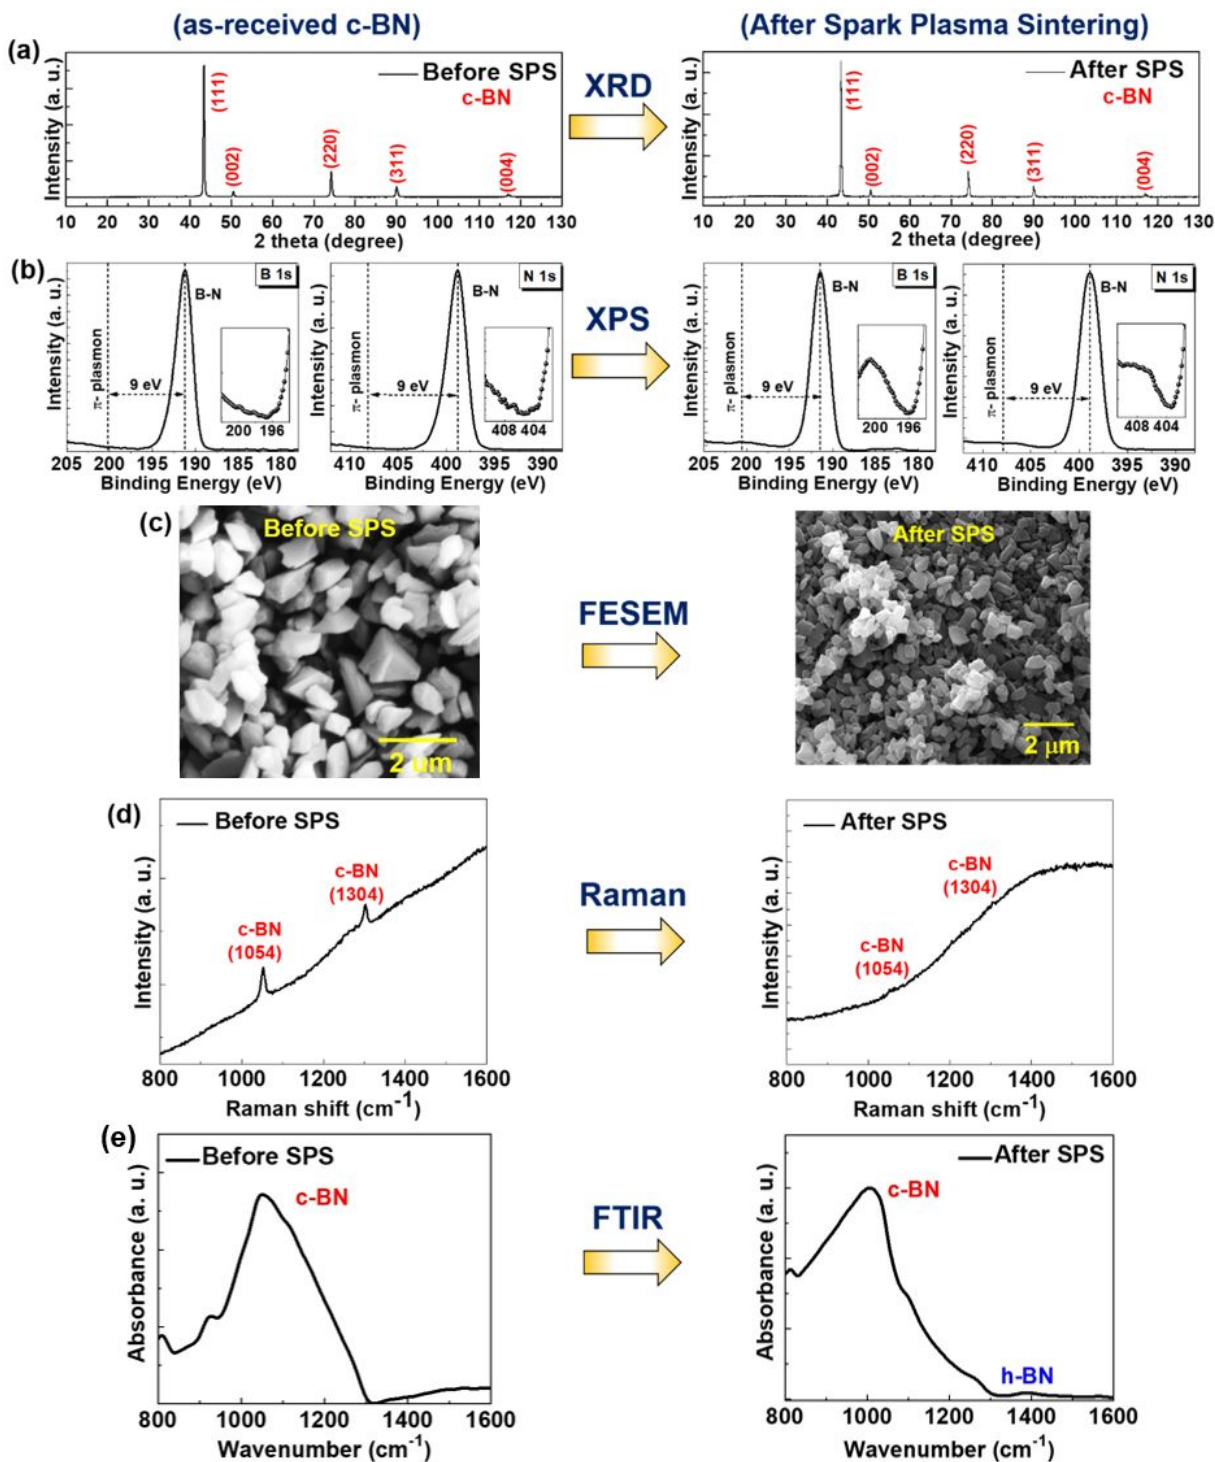 (as-received c-BN)
(After Spark Plasma Sintering)
(a)
Intensity (a. u.)
Before SPS
c-BN
(111)
(002)
(220)
(311)
(004)
10 20 30 40 50 60 70 80 90 100 110 120 130
2 theta (degree)
XRD
Intensity (a. u.)
After SPS
c-BN
(111)
(002)
(220)
(311)
(004)
10 20 30 40 50 60 70 80 90 100 110 120 130
2 theta (degree)
(b)
Intensity (a. u.)
B 1s
B-N
π- plasmon
9 eV
200 196
205 200 195 190 185 180
Binding Energy (eV)
Intensity (a. u.)
N 1s
B-N
π- plasmon
9 eV
408 404
410 405 400 395 390
Binding Energy (eV)
XPS
Intensity (a. u.)
B 1s
B-N
π- plasmon
9 eV
200 196
205 200 195 190 185 180
Binding Energy (eV)
Intensity (a. u.)
N 1s
B-N
π- plasmon
9 eV
408 404
410 405 400 395 390
Binding Energy (eV)
(c)
Before SPS
2 um
FESEM
After SPS
2 μm
(d)
Intensity (a. u.)
Before SPS
c-BN
(1304)
c-BN
(1054)
800 1000 1200 1400 1600
Raman shift (cm⁻¹)
Raman
Intensity (a. u.)
After SPS
c-BN
(1304)
c-BN
(1054)
800 1000 1200 1400 1600
Raman shift (cm⁻¹)
(e)
Absorbance (a. u.)
Before SPS
c-BN
800 1000 1200 1400 1600
Wavenumber (cm⁻¹)
FTIR
Absorbance (a. u.)
After SPS
c-BN
h-BN
800 1000 1200 1400 1600
Wavenumber (cm⁻¹)